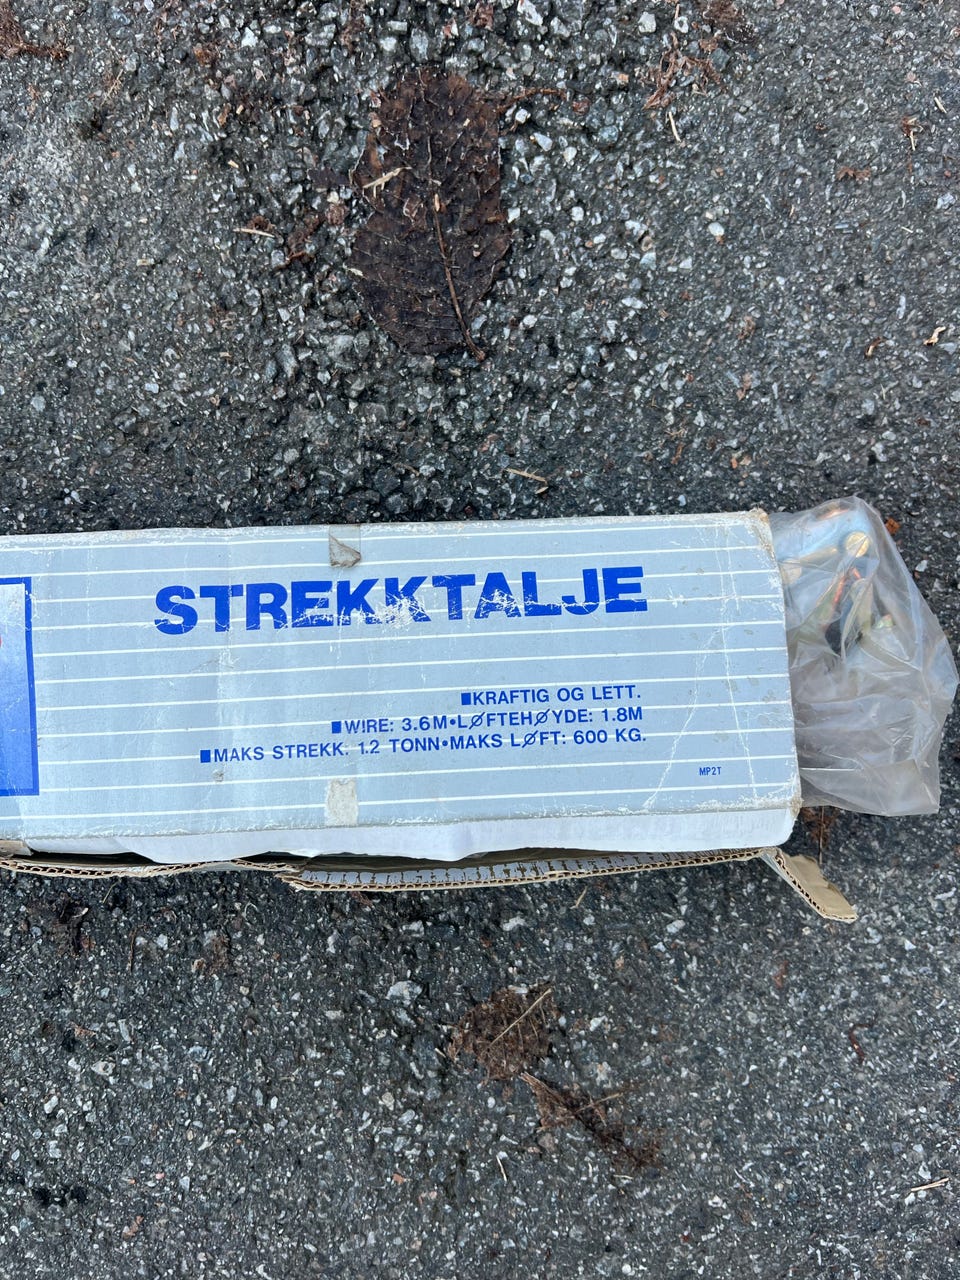 STREKKTALJE
■KRAFTIG OG LETT.
■WIRE: 3.6M•LØFTEHØYDE: 1.8M
■MAKS STREKK: 1.2 TONN•MAKS LØFT: 600 KG.
MP2T